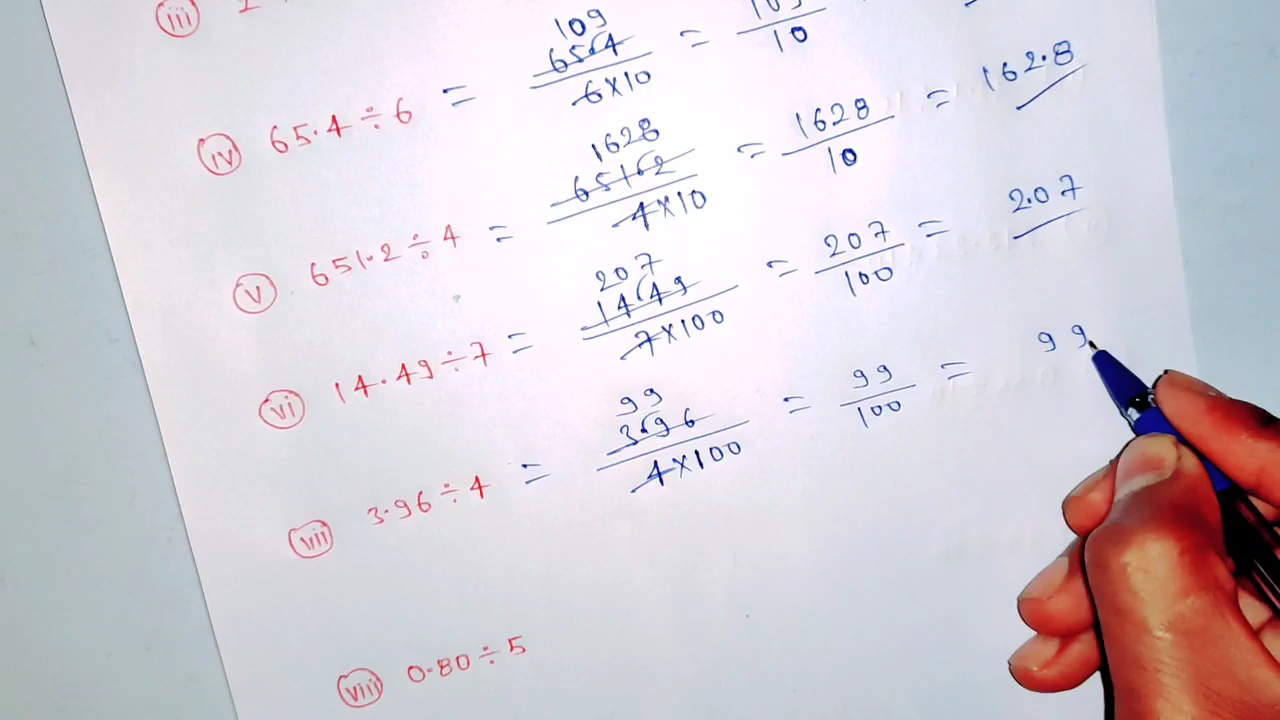 iii
iv 65.4 ÷ 6 = 109 65.4 / 6×10 = 109 / 10
v 651.2 ÷ 4 = 1628 6512 / 4×10 = 1628 / 10 = 162.8
vi 14.49 ÷ 7 = 207 14.49 / 7×100 = 207 / 100 = 2.07
vii 3.96 ÷ 4 = 99 3.96 / 4×100 = 99 / 100 = 99
viii 0.80 ÷ 5